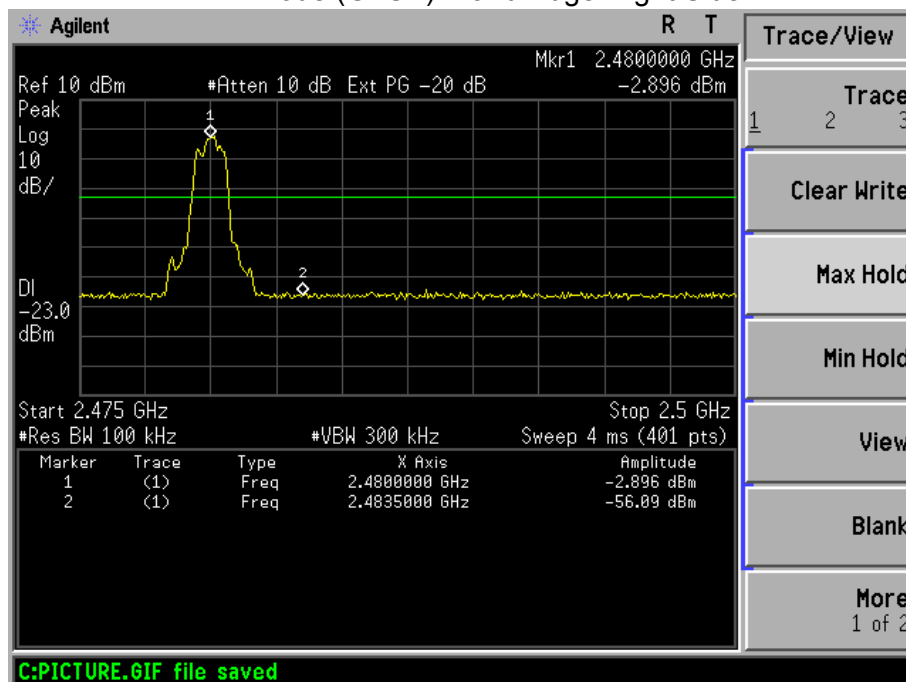 Agilent R T
Mkr1 2.4800000 GHz
Ref 10 dBm #Atten 10 dB Ext PG −20 dB −2.896 dBm
Peak
Log
10
dB/
1
2
DI
−23.0
dBm
Start 2.475 GHz Stop 2.5 GHz
#Res BW 100 kHz #VBW 300 kHz Sweep 4 ms (401 pts)
Marker Trace Type X Axis Amplitude
1 (1) Freq 2.4800000 GHz −2.896 dBm
2 (1) Freq 2.4835000 GHz −56.09 dBm
C:PICTURE.GIF file saved
Trace/View
Trace
1 2 3
Clear Write
Max Hold
Min Hold
View
Blank
More
1 of 2